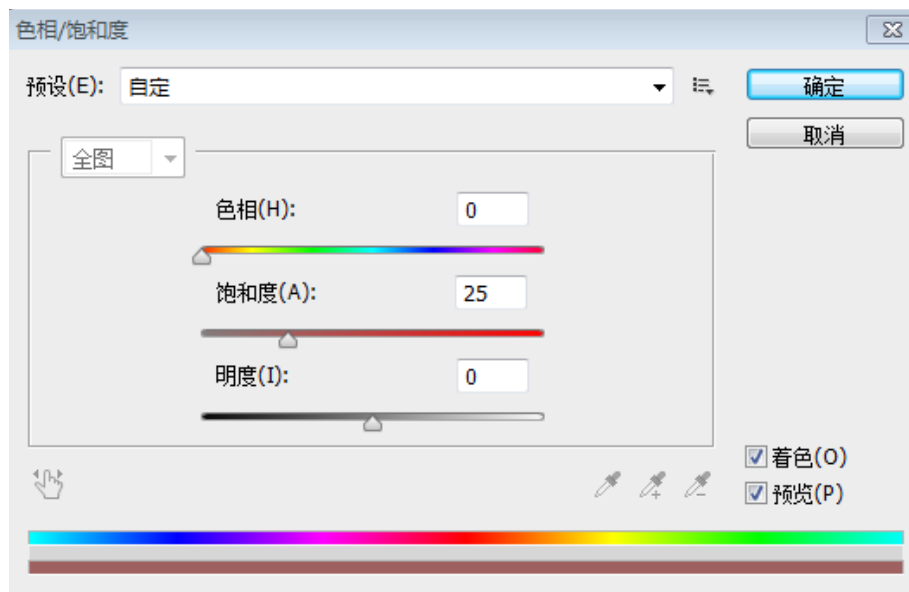 色相/饱和度
预设(E): 自定
确定
取消
全图
色相(H): 0
饱和度(A): 25
明度(I): 0
着色(O)
预览(P)